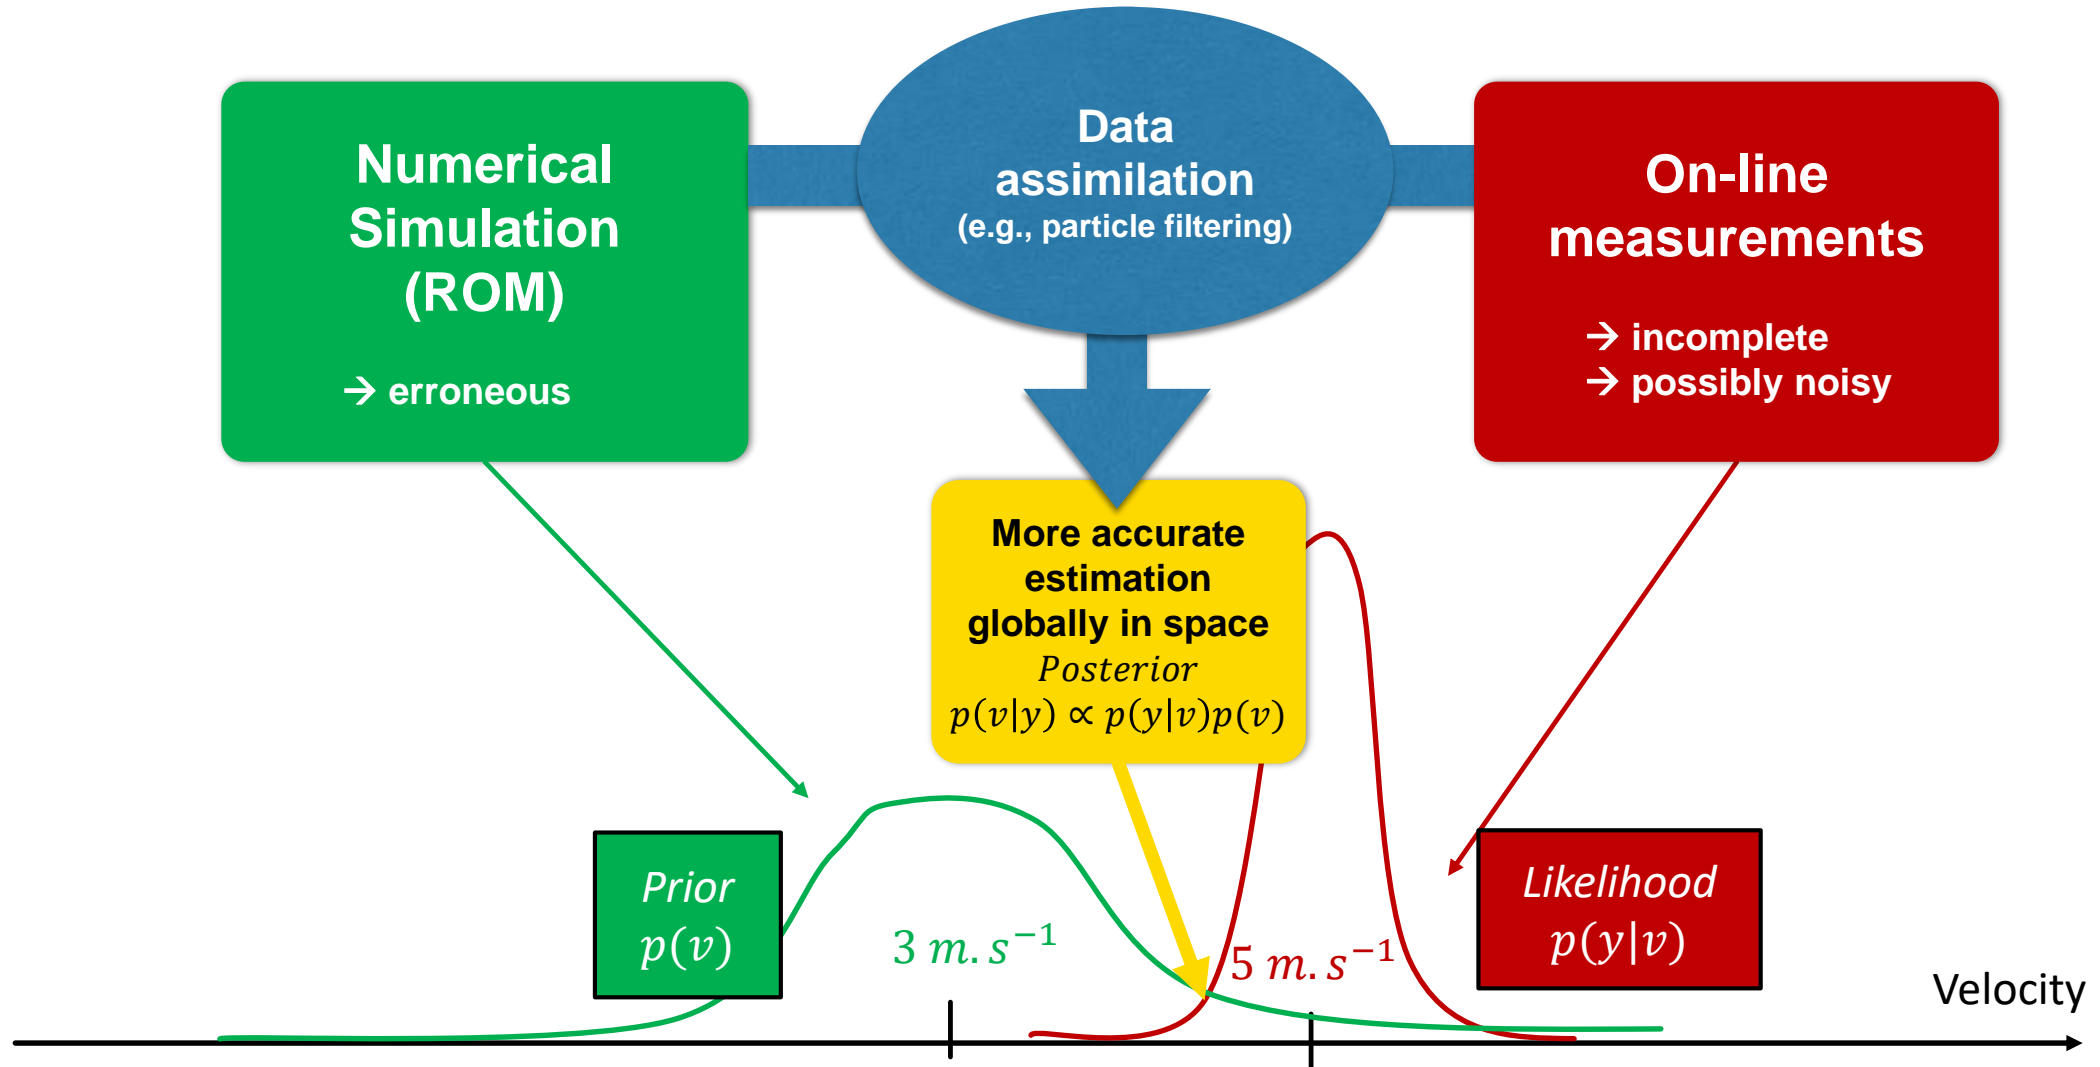 Numerical
Simulation
(ROM)
→ erroneous
Data
assimilation
(e.g., particle filtering)
On-line
measurements
→ incomplete
→ possibly noisy
More accurate
estimation
globally in space
Posterior
p(v|y) ∝ p(y|v)p(v)
Prior
p(v)
3 m.s⁻¹
5 m.s⁻¹
Likelihood
p(y|v)
Velocity